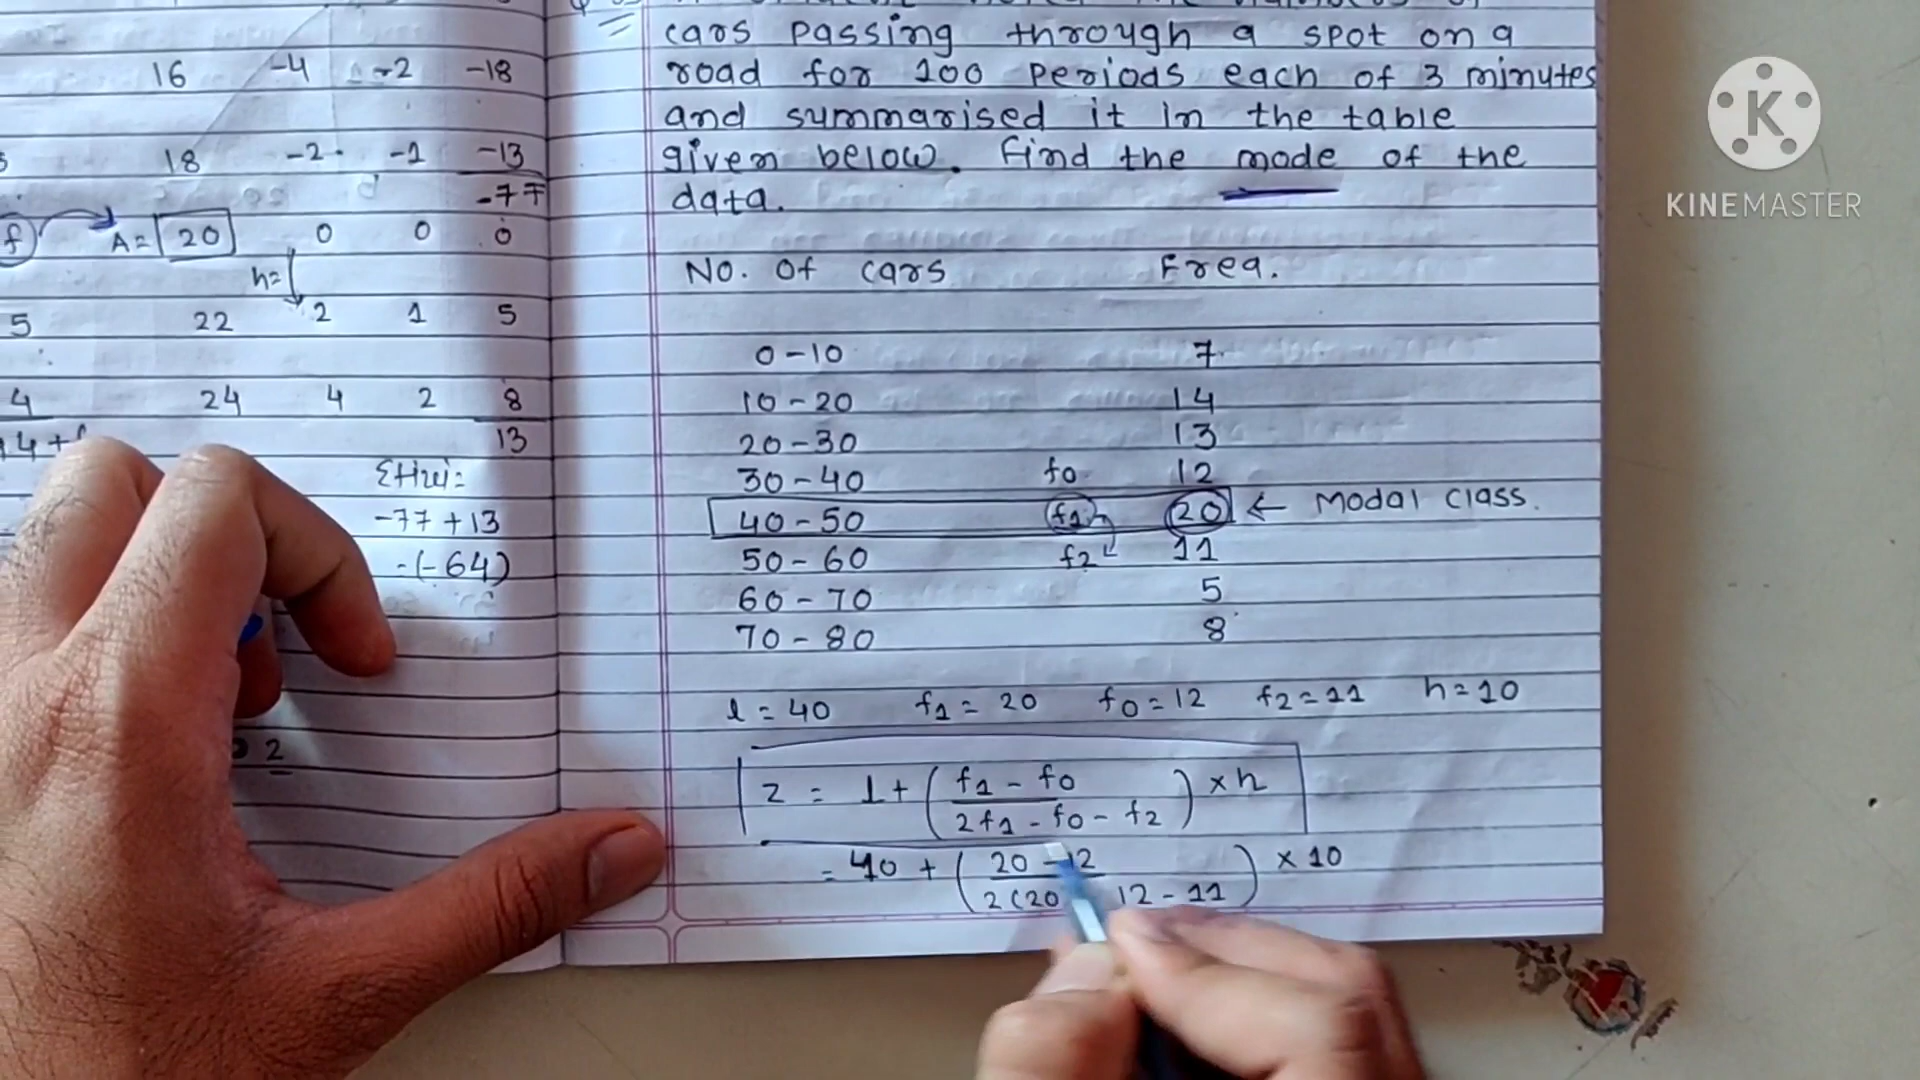 16 -4 -2 -18
18 -2 -1 -13
-77
f A = 20 0 0 0
h=
5 22 2 1 5
4 24 4 2 8
13
Σfiui=
-77 + 13
-(-64)
2
cars passing through a spot on a
road for 100 periods each of 3 minutes
and summarised it in the table
given below. Find the mode of the
data.
No. of cars Freq.
0 - 10 7
10 - 20 14
20 - 30 13
30 - 40 f0 12
40 - 50 f1 20 ← Modal class.
50 - 60 f2 11
60 - 70 5
70 - 80 8
l = 40 f1 = 20 f0 = 12 f2 = 11 h = 10
z = l + ( f1 - f0 / 2f1 - f0 - f2 ) × h
= 40 + ( 20 - 12 / 2(20 12 - 11 ) × 10
K
KINEMASTER